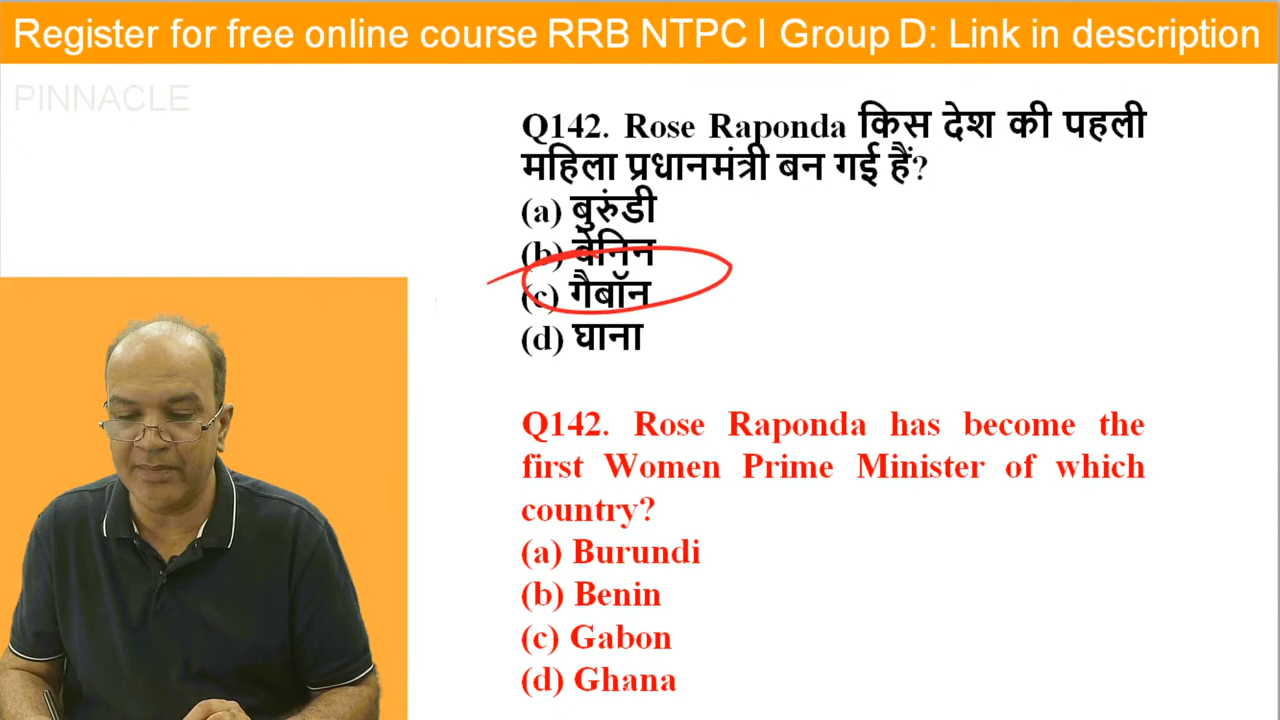 Register for free online course RRB NTPC I Group D: Link in description
PINNACLE
Q142. Rose Raponda किस देश की पहली
महिला प्रधानमंत्री बन गई हैं?
(a) बुरुंडी
(b) बेनिन
(c) गैबॉन
(d) घाना
Q142. Rose Raponda has become the
first Women Prime Minister of which
country?
(a) Burundi
(b) Benin
(c) Gabon
(d) Ghana